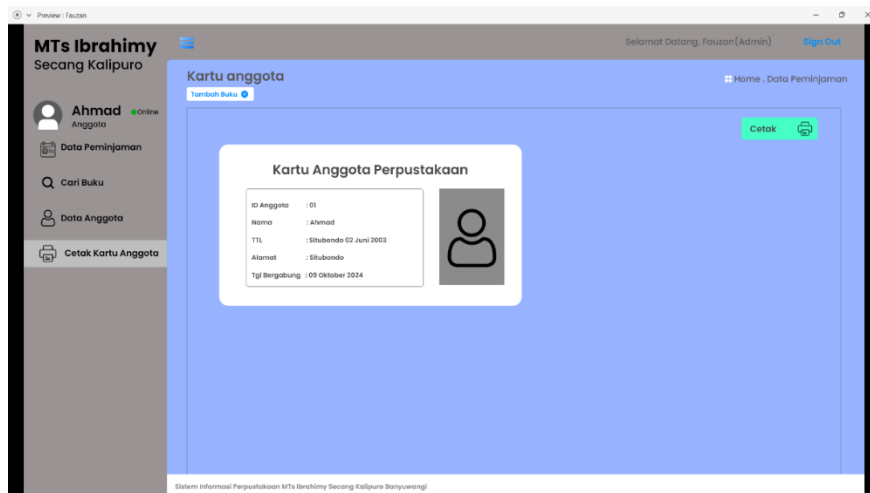 Preview : Fauzan
MTs Ibrahimy
Secang Kalipuro
Selamat Datang, Fauzan(Admin)
Sign Out
Ahmad
Online
Anggota
Data Peminjaman
Cari Buku
Data Anggota
Cetak Kartu Anggota
Kartu anggota
Tambah Buku
Home . Data Peminjaman
Cetak
Kartu Anggota Perpustakaan
ID Anggota : 01
Nama : Ahmad
TTL : Situbondo 02 Juni 2003
Alamat : Situbondo
Tgl Bergabung : 09 Oktober 2024
Sistem Informasi Perpustakaan MTs Ibrahimy Secang Kalipuro Banyuwangi